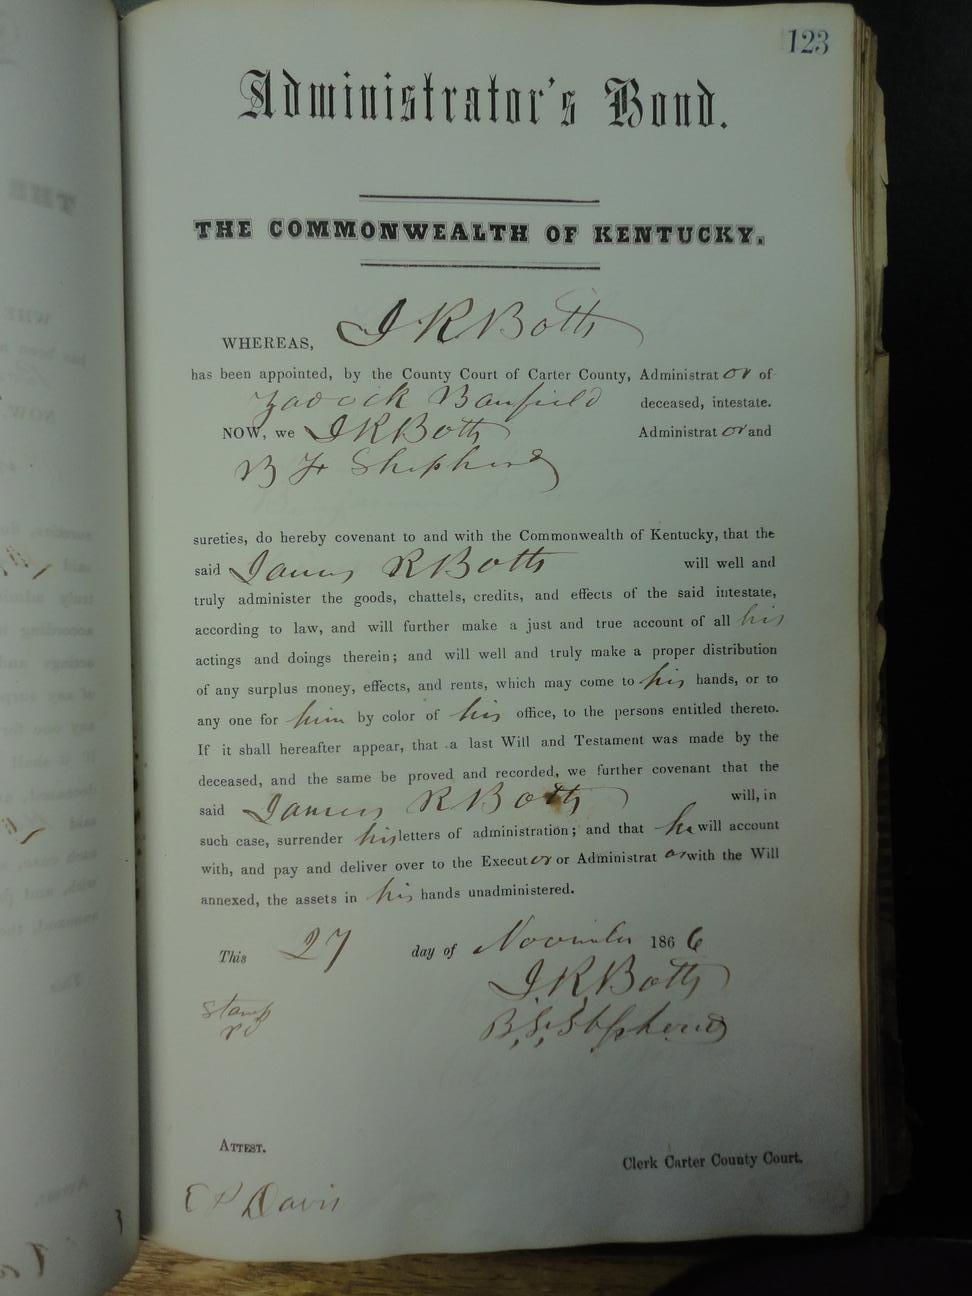 123
Administrator's Bond.
THE COMMONWEALTH OF KENTUCKY.
WHEREAS, J R Botts
has been appointed, by the County Court of Carter County, Administrator of
Zadock Banfield deceased, intestate.
NOW, we J R Botts Administrator and
B F Shepherd
sureties, do hereby covenant to and with the Commonwealth of Kentucky, that the
said James R Botts will well and
truly administer the goods, chattels, credits, and effects of the said intestate,
according to law, and will further make a just and true account of all his
actings and doings therein; and will well and truly make a proper distribution
of any surplus money, effects, and rents, which may come to his hands, or to
any one for him by color of his office, to the persons entitled thereto.
If it shall hereafter appear, that a last Will and Testament was made by the
deceased, and the same be proved and recorded, we further covenant that the
said James R Botts will, in
such case, surrender his letters of administration; and that he will account
with, and pay and deliver over to the Executor or Administrator with the Will
annexed, the assets in his hands unadministered.
This 27 day of November 1866
J. R. Botts
Stamp
B. F. Shepherd
ATTEST.
Clerk Carter County Court.
Davis